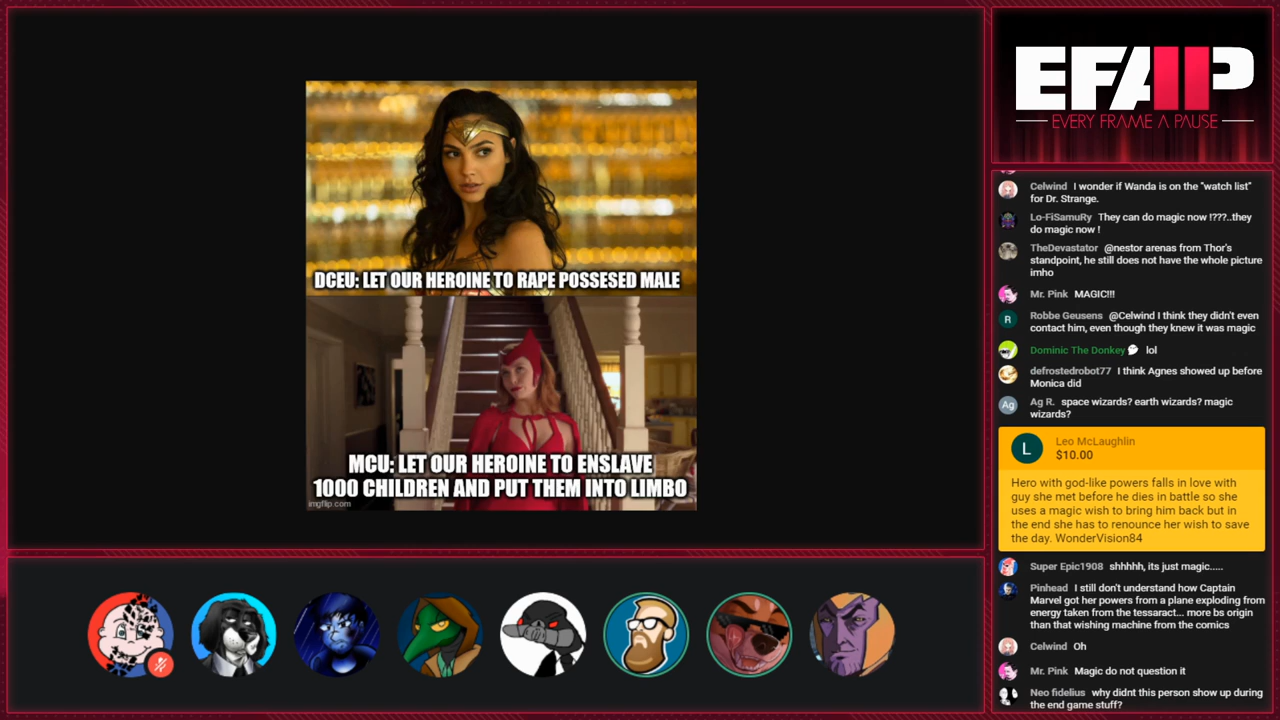 DCEU: LET OUR HEROINE TO RAPE POSSESED MALE
MCU: LET OUR HEROINE TO ENSLAVE
1000 CHILDREN AND PUT THEM INTO LIMBO
imgflip.com
EFAP
EVERY FRAME A PAUSE
Celwind I wonder if Wanda is on the "watch list"
for Dr. Strange.
Lo-FiSamuRy They can do magic now !???..they
do magic now !
TheDevastator @nestor arenas from Thor's
standpoint, he still does not have the whole picture
imho
Mr. Pink MAGIC!!!
R
Robbe Geusens @Celwind I think they didn't even
contact him, even though they knew it was magic
Dominic The Donkey lol
defrostedrobot77 I think Agnes showed up before
Monica did
Ag
Ag R. space wizards? earth wizards? magic
wizards?
L
Leo McLaughlin
$10.00
Hero with god-like powers falls in love with
guy she met before he dies in battle so she
uses a magic wish to bring him back but in
the end she has to renounce her wish to save
the day. WonderVision84
Super Epic1908 shhhhh, its just magic.....
Pinhead I still don't understand how Captain
Marvel got her powers from a plane exploding from
energy taken from the tessaract... more bs origin
than that wishing machine from the comics
Celwind Oh
Mr. Pink Magic do not question it
Neo fidelius why didnt this person show up during
the end game stuff?